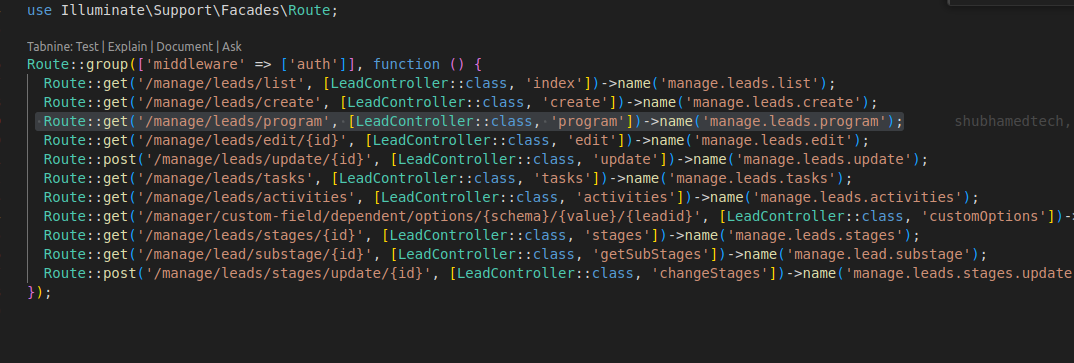 use Illuminate\Support\Facades\Route;
Tabnine: Test | Explain | Document | Ask
Route::group(['middleware' => ['auth']], function () {
Route::get('/manage/leads/list', [LeadController::class, 'index'])->name('manage.leads.list');
Route::get('/manage/leads/create', [LeadController::class, 'create'])->name('manage.leads.create');
Route::get('/manage/leads/program', [LeadController::class, 'program'])->name('manage.leads.program'); shubhamedtech,
Route::get('/manage/leads/edit/{id}', [LeadController::class, 'edit'])->name('manage.leads.edit');
Route::post('/manage/leads/update/{id}', [LeadController::class, 'update'])->name('manage.leads.update');
Route::get('/manage/leads/tasks', [LeadController::class, 'tasks'])->name('manage.leads.tasks');
Route::get('/manage/leads/activities', [LeadController::class, 'activities'])->name('manage.leads.activities');
Route::get('/manager/custom-field/dependent/options/{schema}/{value}/{leadid}', [LeadController::class, 'customOptions'])->
Route::get('/manage/leads/stages/{id}', [LeadController::class, 'stages'])->name('manage.leads.stages');
Route::get('/manage/lead/substage/{id}', [LeadController::class, 'getSubStages'])->name('manage.lead.substage');
Route::post('/manage/leads/stages/update/{id}', [LeadController::class, 'changeStages'])->name('manage.leads.stages.update
});